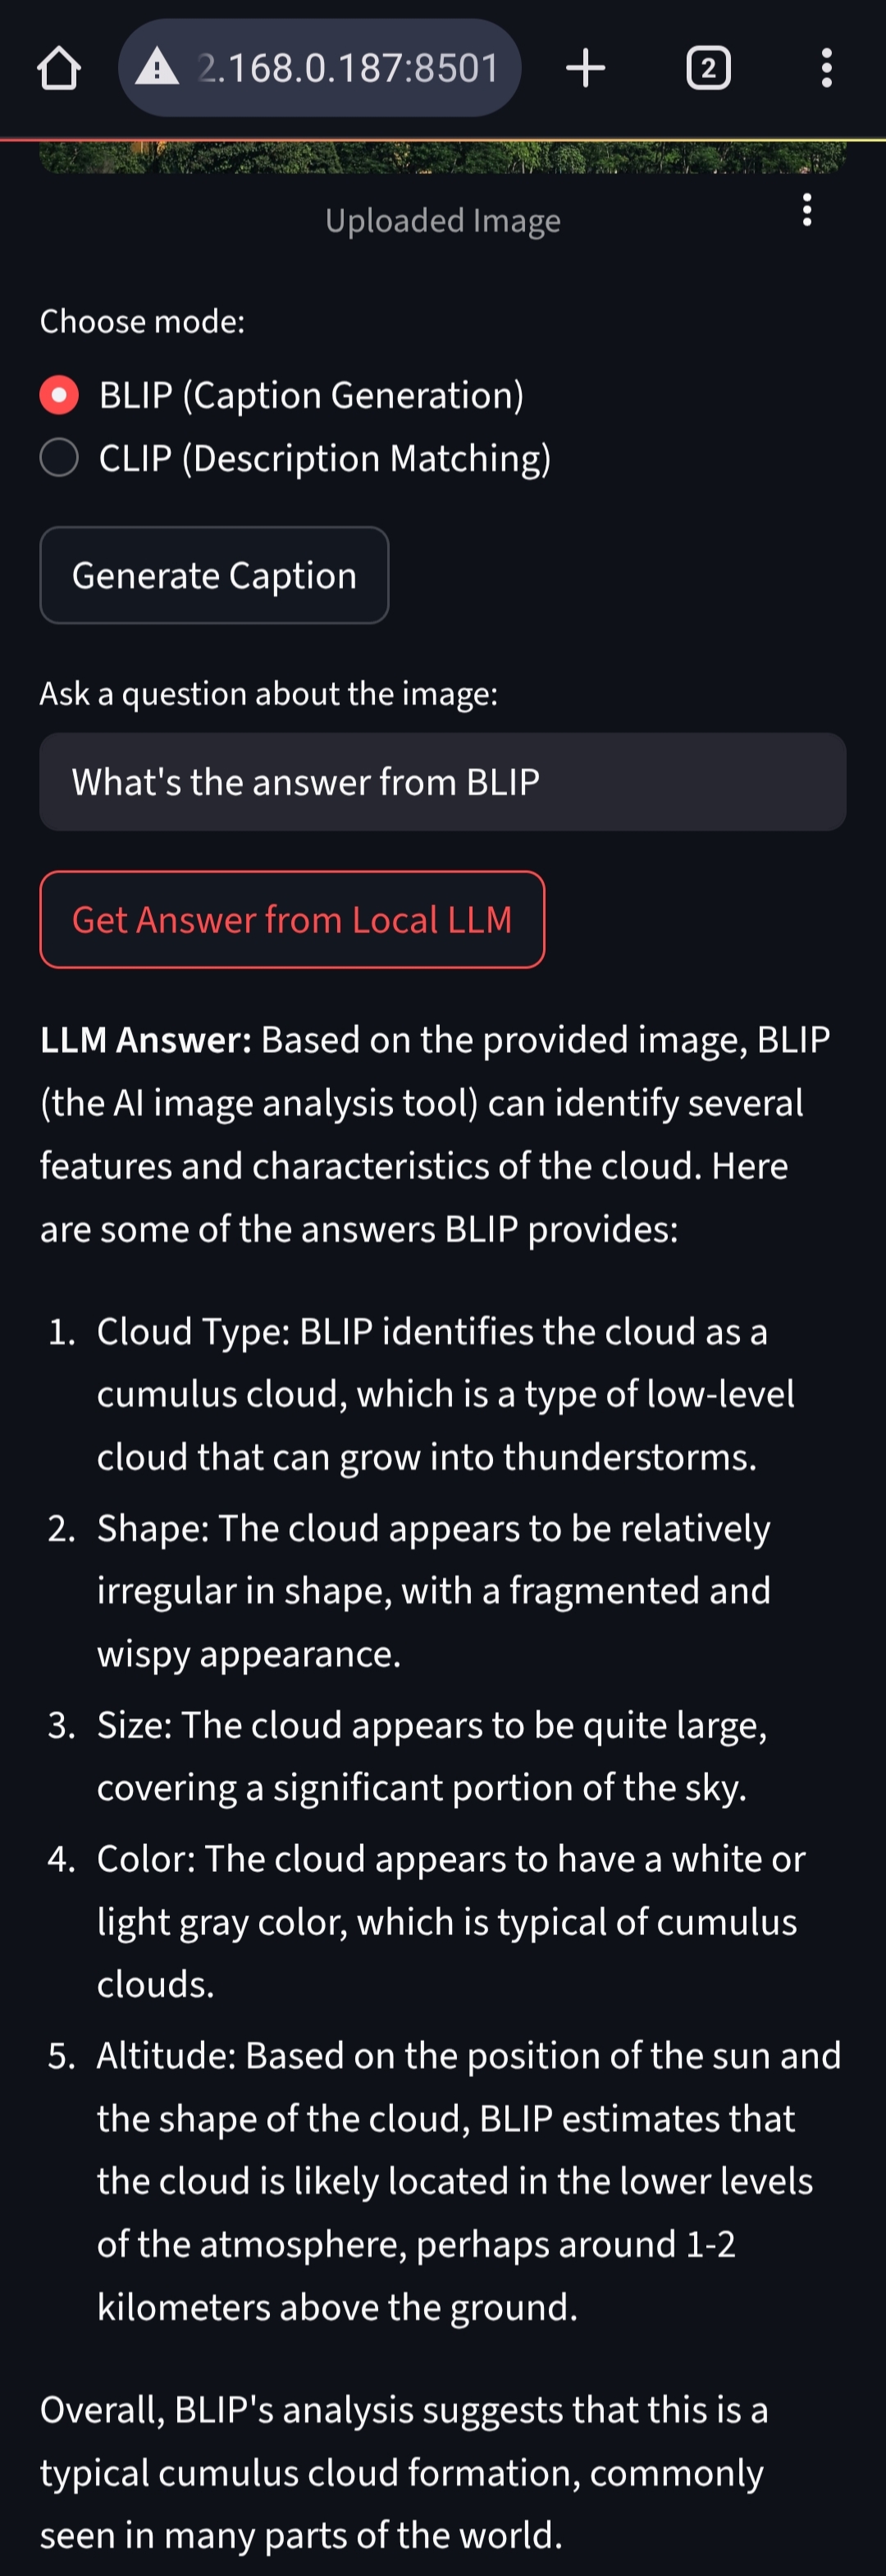 2.168.0.187:8501
2
Uploaded Image
Choose mode:
BLIP (Caption Generation)
CLIP (Description Matching)
Generate Caption
Ask a question about the image:
What's the answer from BLIP
Get Answer from Local LLM
LLM Answer: Based on the provided image, BLIP
(the AI image analysis tool) can identify several
features and characteristics of the cloud. Here
are some of the answers BLIP provides:
1. Cloud Type: BLIP identifies the cloud as a
cumulus cloud, which is a type of low-level
cloud that can grow into thunderstorms.
2. Shape: The cloud appears to be relatively
irregular in shape, with a fragmented and
wispy appearance.
3. Size: The cloud appears to be quite large,
covering a significant portion of the sky.
4. Color: The cloud appears to have a white or
light gray color, which is typical of cumulus
clouds.
5. Altitude: Based on the position of the sun and
the shape of the cloud, BLIP estimates that
the cloud is likely located in the lower levels
of the atmosphere, perhaps around 1-2
kilometers above the ground.
Overall, BLIP's analysis suggests that this is a
typical cumulus cloud formation, commonly
seen in many parts of the world.